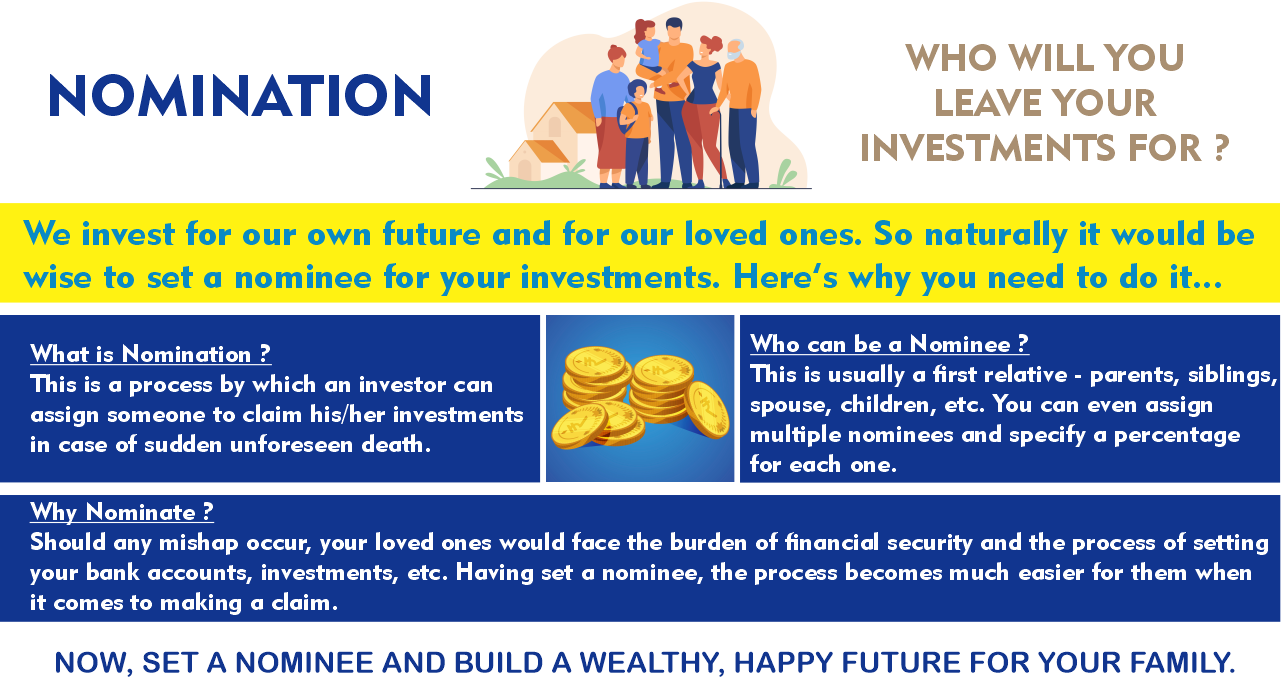 NOMINATION
WHO WILL YOU
LEAVE YOUR
INVESTMENTS FOR ?
We invest for our own future and for our loved ones. So naturally it would be
wise to set a nominee for your investments. Here‘s why you need to do it...
What is Nomination ?
This is a process by which an investor can
assign someone to claim his/her investments
in case of sudden unforeseen death.
Who can be a Nominee ?
This is usually a first relative - parents, siblings,
spouse, children, etc. You can even assign
multiple nominees and specify a percentage
for each one.
Why Nominate ?
Should any mishap occur, your loved ones would face the burden of financial security and the process of setting
your bank accounts, investments, etc. Having set a nominee, the process becomes much easier for them when
it comes to making a claim.
NOW, SET A NOMINEE AND BUILD A WEALTHY, HAPPY FUTURE FOR YOUR FAMILY.